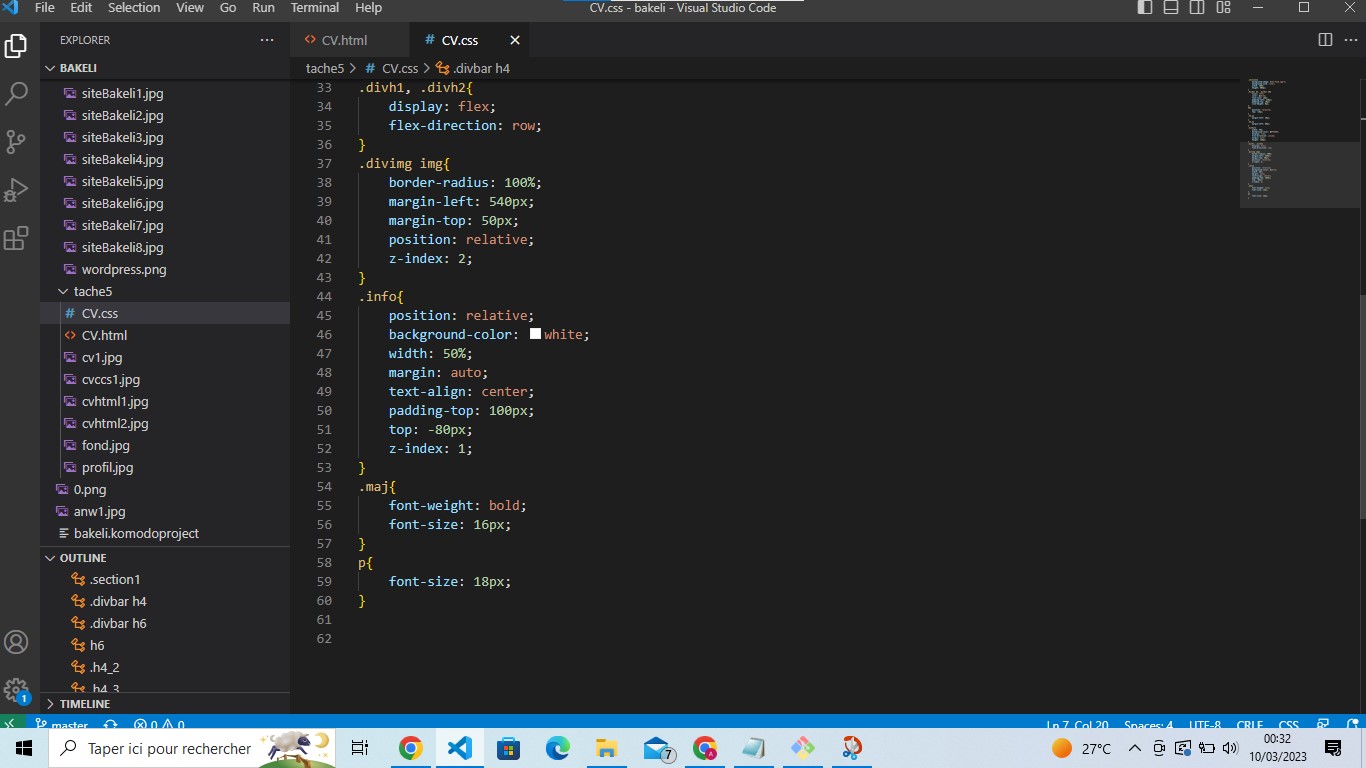 File Edit Selection View Go Run Terminal Help
CV.css - bakeli - Visual Studio Code
EXPLORER
BAKELI
siteBakeli1.jpg
siteBakeli2.jpg
siteBakeli3.jpg
siteBakeli4.jpg
siteBakeli5.jpg
siteBakeli6.jpg
siteBakeli7.jpg
siteBakeli8.jpg
wordpress.png
tache5
# CV.css
<> CV.html
cv1.jpg
cvccs1.jpg
cvhtml1.jpg
cvhtml2.jpg
fond.jpg
profil.jpg
0.png
anw1.jpg
bakeli.komodoproject
OUTLINE
.section1
.divbar h4
.divbar h6
h6
.h4_2
.h4_3
TIMELINE
1
<> CV.html
# CV.css
tache5 > # CV.css > .divbar h4
33 .divh1, .divh2{
34 display: flex;
35 flex-direction: row;
36 }
37 .divimg img{
38 border-radius: 100%;
39 margin-left: 540px;
40 margin-top: 50px;
41 position: relative;
42 z-index: 2;
43 }
44 .info{
45 position: relative;
46 background-color: white;
47 width: 50%;
48 margin: auto;
49 text-align: center;
50 padding-top: 100px;
51 top: -80px;
52 z-index: 1;
53 }
54 .maj{
55 font-weight: bold;
56 font-size: 16px;
57 }
58 p{
59 font-size: 18px;
60 }
61
62
master 0 0 Ln 7, Col 20 Spaces: 4 UTF-8 CRLF CSS
Taper ici pour rechercher
7
A
27°C
00:32
10/03/2023